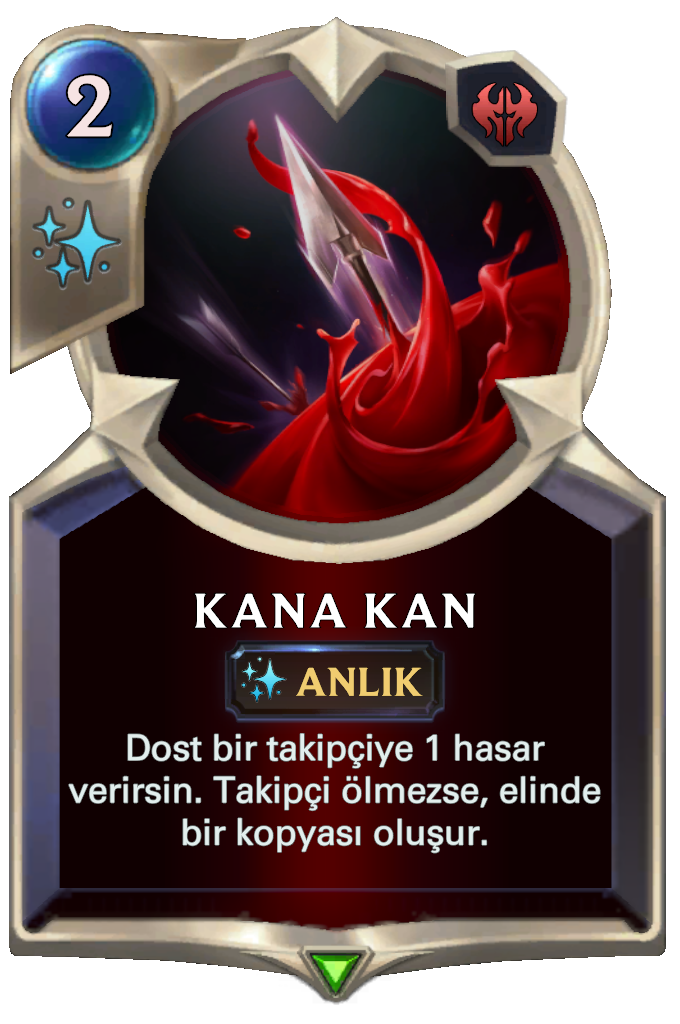 2
KANA KAN
ANLIK
Dost bir takipçiye 1 hasar
verirsin. Takipçi ölmezse, elinde
bir kopyası oluşur.